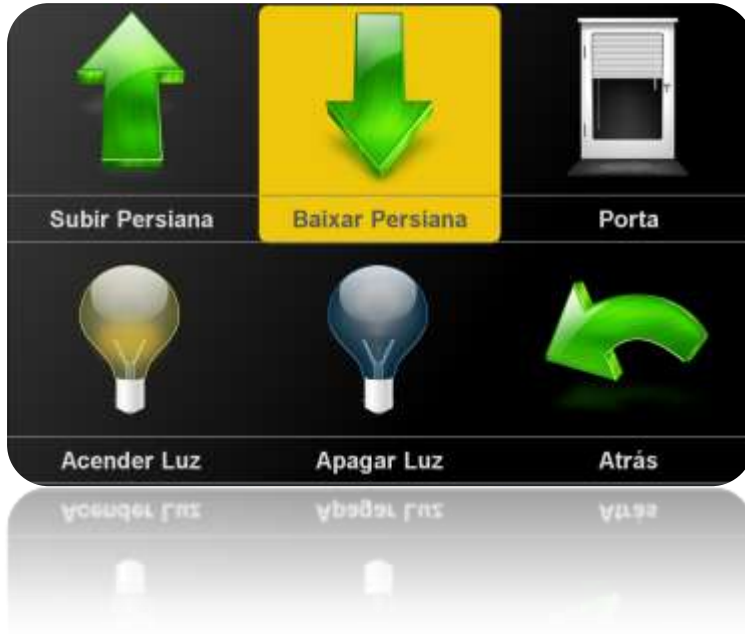 Subir Persiana
Baixar Persiana
Porta
Acender Luz
Apagar Luz
Atrás